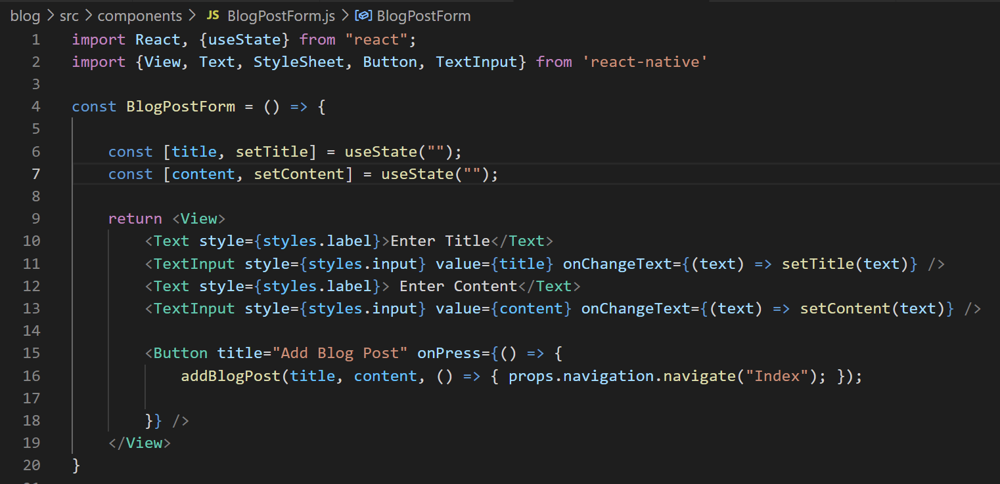 blog > src > components > JS BlogPostForm.js > BlogPostForm
1 import React, {useState} from "react";
2 import {View, Text, StyleSheet, Button, TextInput} from 'react-native'
3
4 const BlogPostForm = () => {
5
6     const [title, setTitle] = useState("");
7     const [content, setContent] = useState("");
8
9     return <View>
10         <Text style={styles.label}>Enter Title</Text>
11         <TextInput style={styles.input} value={title} onChangeText={(text) => setTitle(text)} />
12         <Text style={styles.label}> Enter Content</Text>
13         <TextInput style={styles.input} value={content} onChangeText={(text) => setContent(text)} />
14
15         <Button title="Add Blog Post" onPress={() => {
16             addBlogPost(title, content, () => { props.navigation.navigate("Index"); });
17
18         }} />
19     </View>
20 }